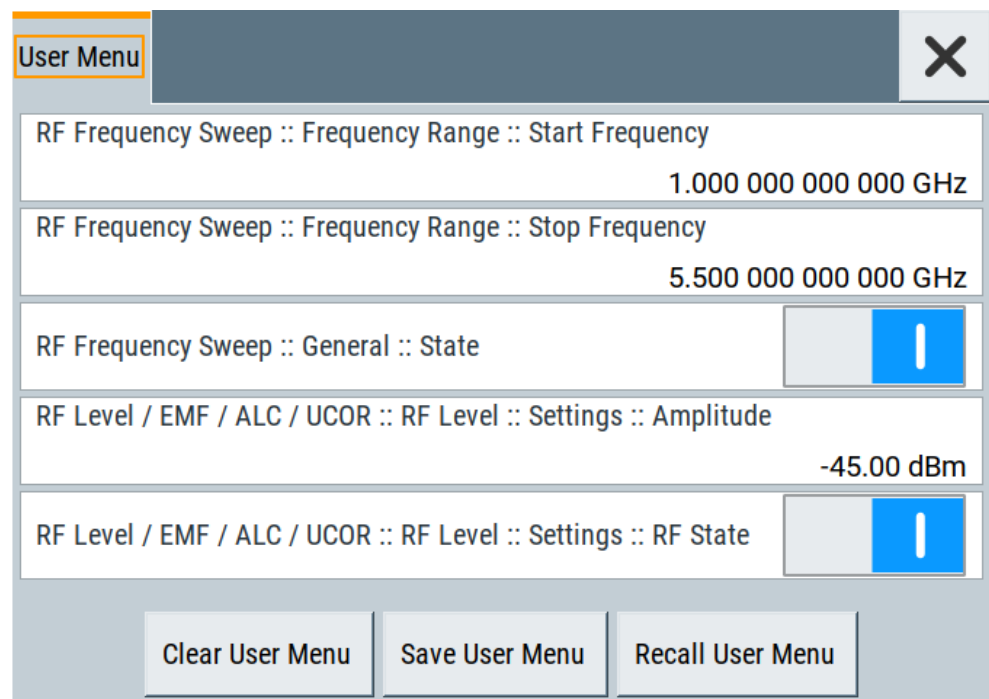 User Menu
RF Frequency Sweep :: Frequency Range :: Start Frequency
1.000 000 000 000 GHz
RF Frequency Sweep :: Frequency Range :: Stop Frequency
5.500 000 000 000 GHz
RF Frequency Sweep :: General :: State
RF Level / EMF / ALC / UCOR :: RF Level :: Settings :: Amplitude
-45.00 dBm
RF Level / EMF / ALC / UCOR :: RF Level :: Settings :: RF State
Clear User Menu Save User Menu Recall User Menu